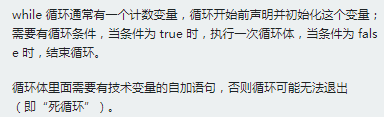 while 循环通常有一个计数变量，循环开始前声明并初始化这个变量；
需要有循环条件，当条件为 true 时，执行一次循环体，当条件为 fals
e 时，结束循环。
循环体里面需要有技术变量的自加语句，否则循环可能无法退出
（即“死循环”）。